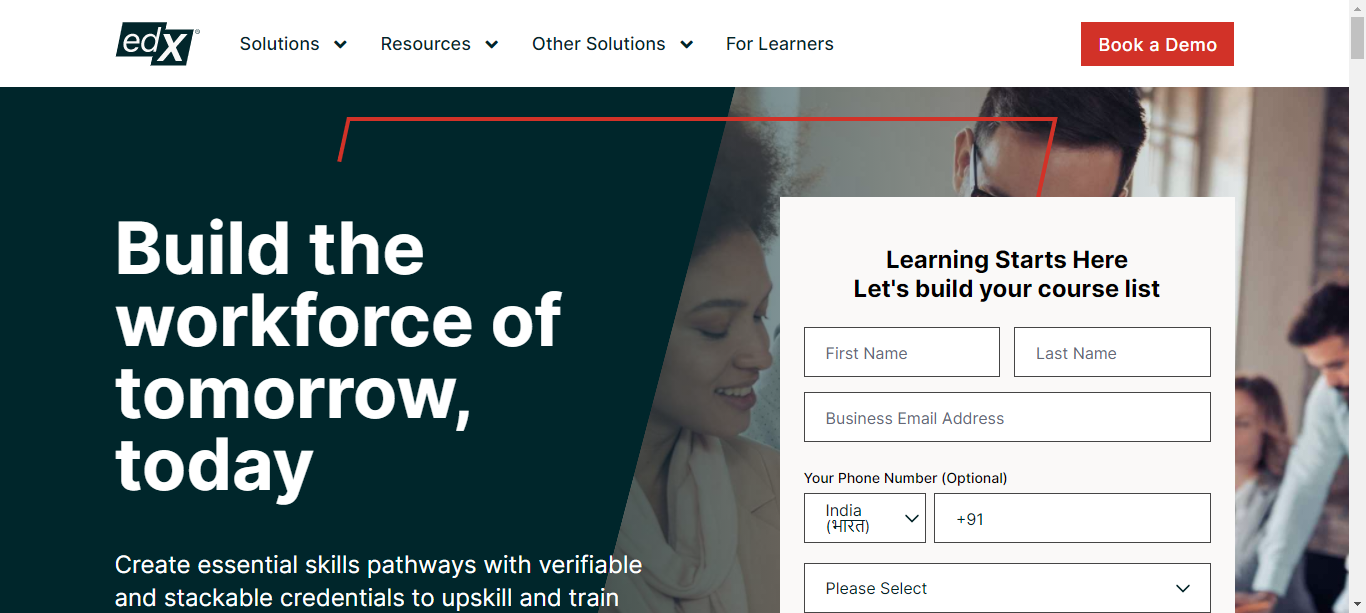 edX®
Solutions
Resources
Other Solutions
For Learners
Book a Demo
Build the
workforce of
tomorrow,
today
Create essential skills pathways with verifiable
and stackable credentials to upskill and train
Learning Starts Here
Let's build your course list
First Name
Last Name
Business Email Address
Your Phone Number (Optional)
India
(भारत)
+91
Please Select